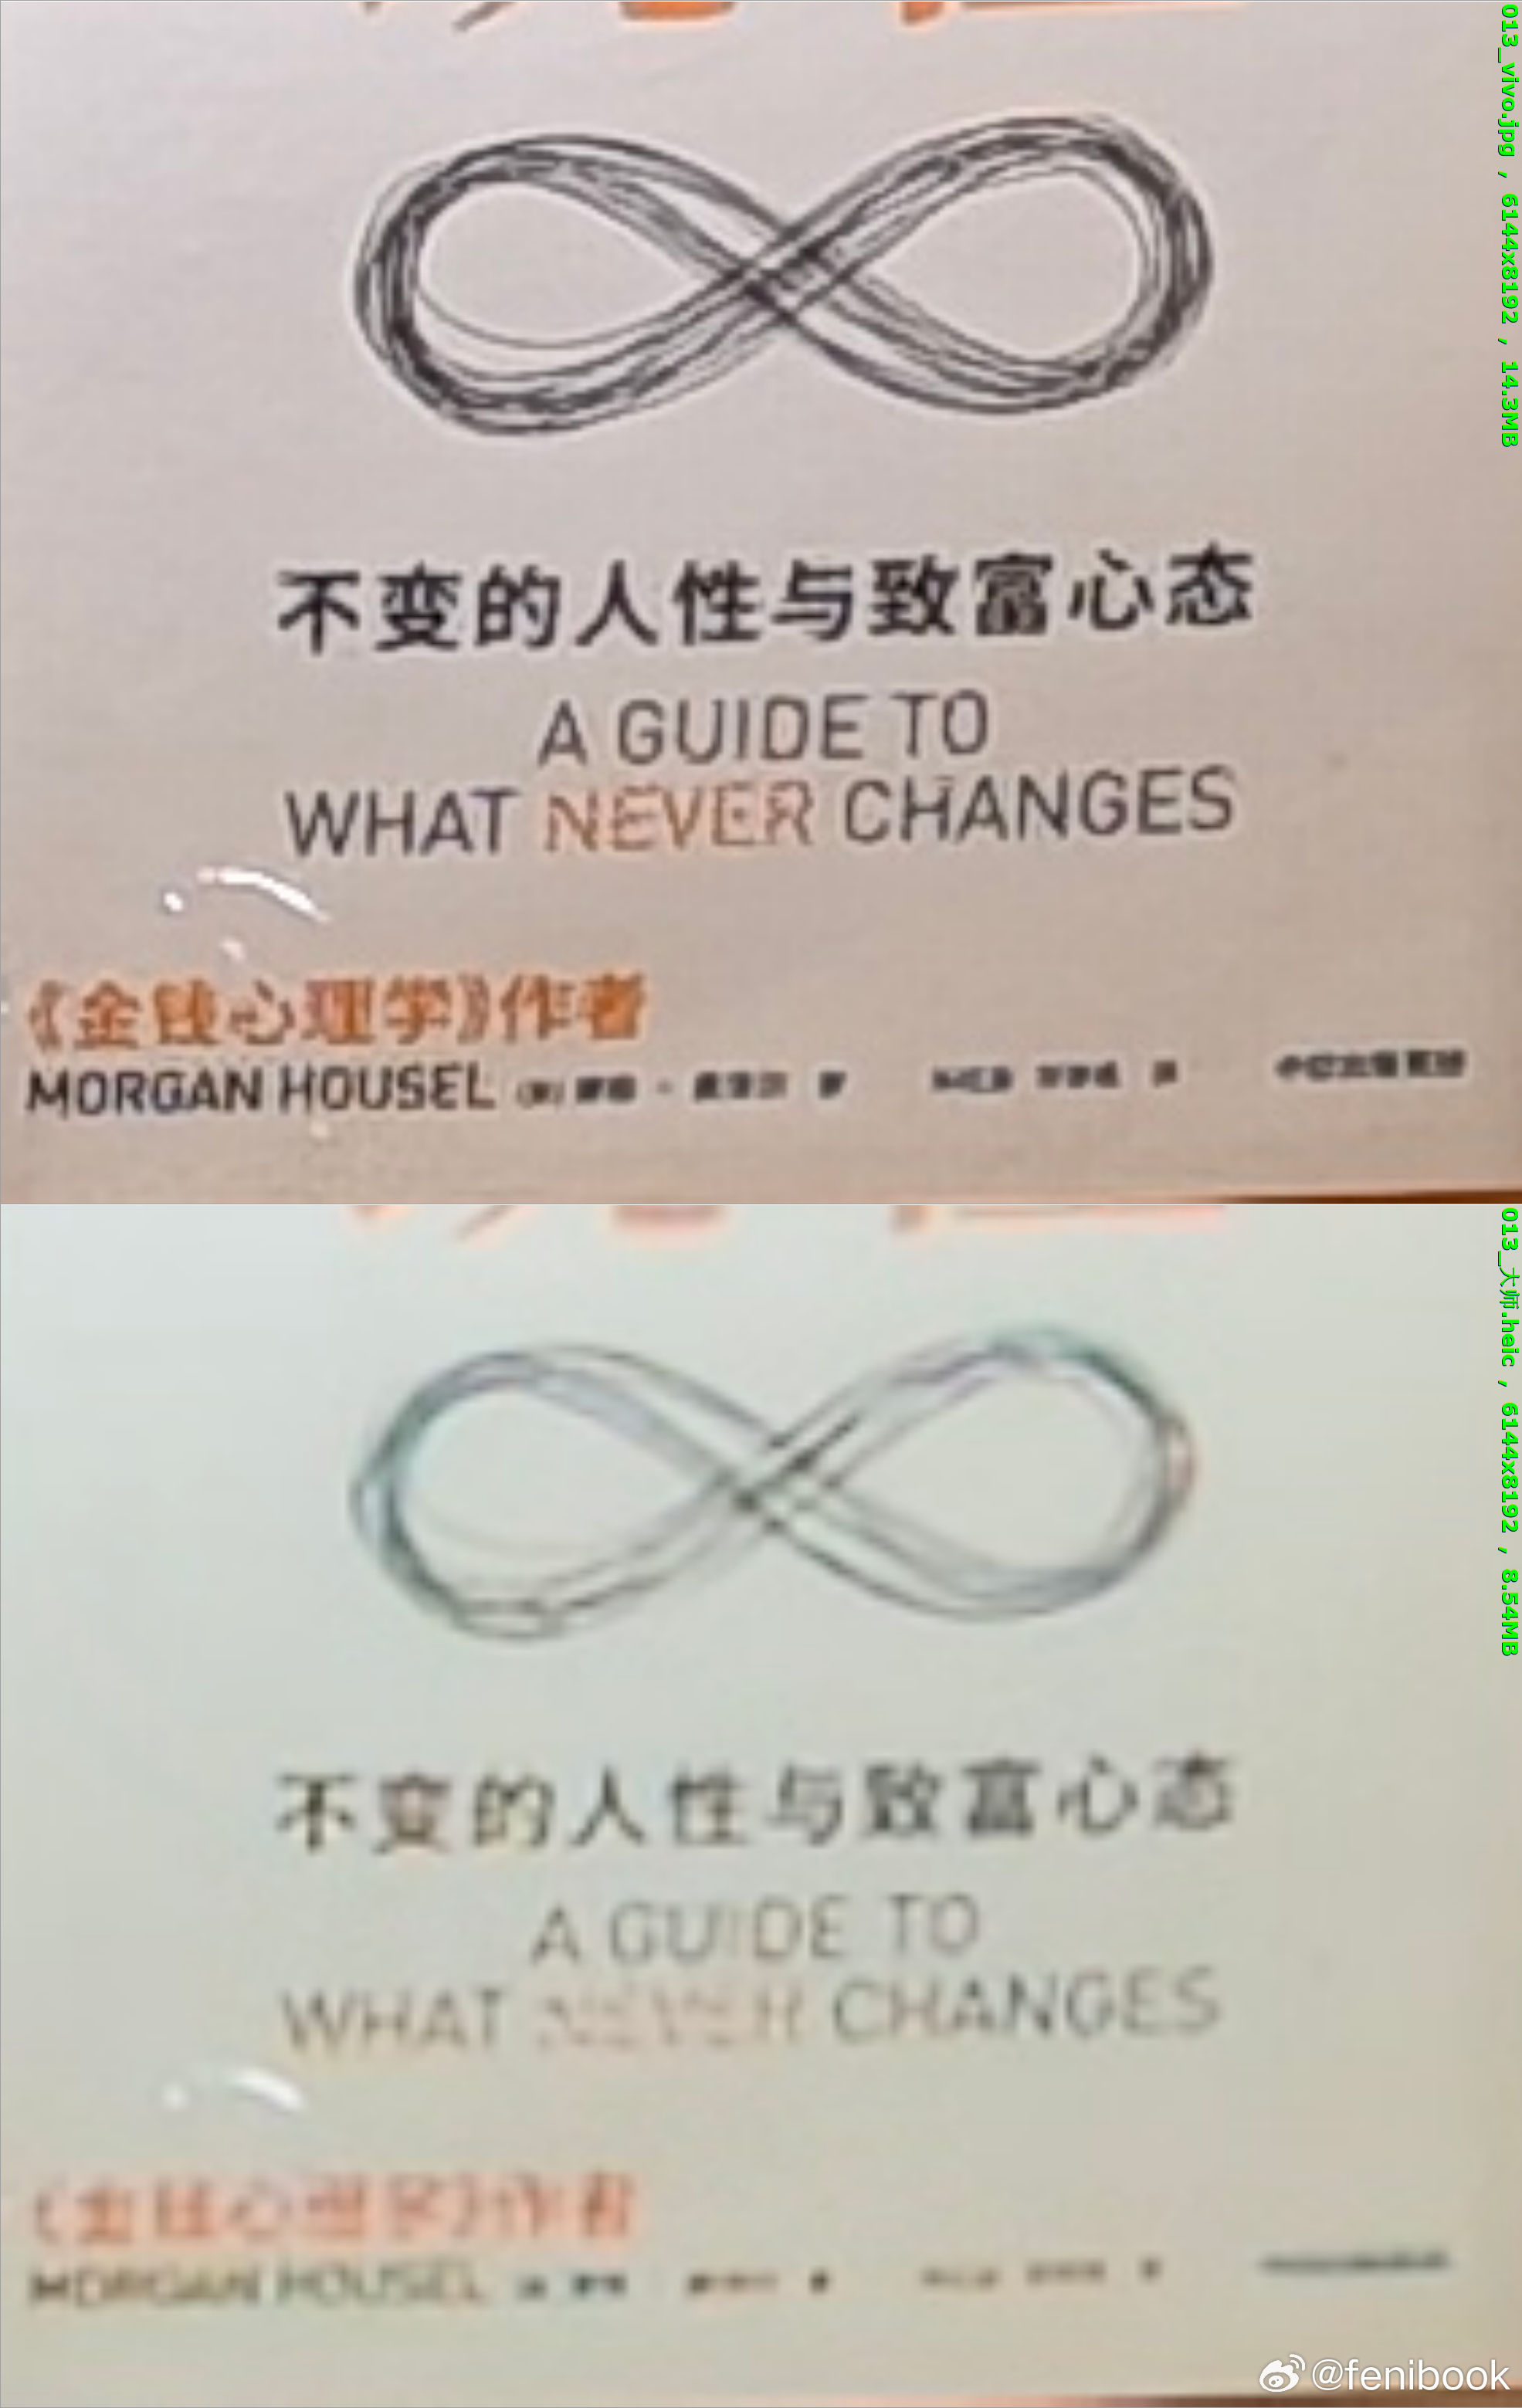 013_vivo.jpg , 6144x8192 , 14.3MB
不变的人性与致富心态
A GUIDE TO
WHAT NEVER CHANGES
《金钱心理学》作者
MORGAN HOUSEL
013_大师.heic , 6144x8192 , 8.54MB
不变的人性与致富心态
A GUIDE TO
WHAT NEVER CHANGES
《金钱心理学》作者
MORGAN HOUSEL
@fenibook